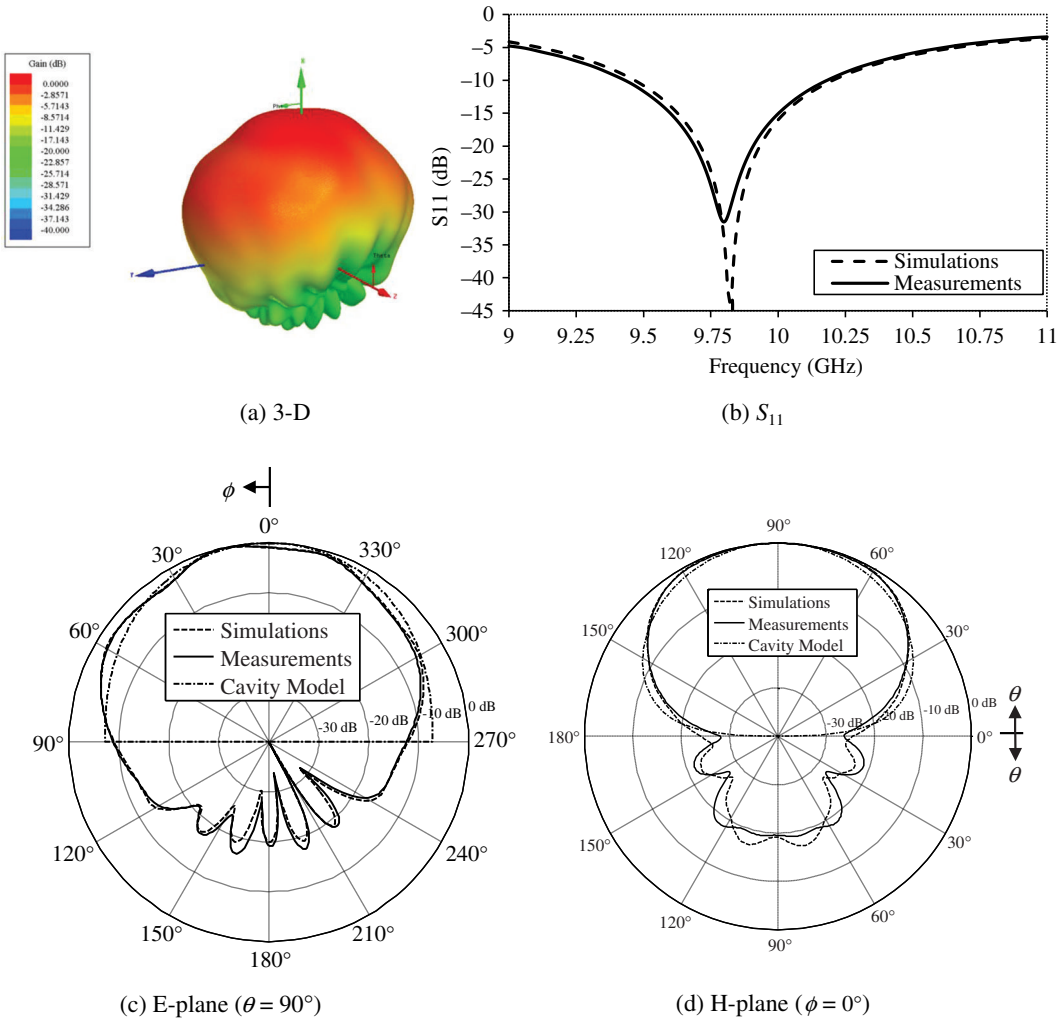 Gain (dB)
0.0000
-2.8571
-5.7143
-8.5714
-11.429
-17.143
-20.000
-22.857
-25.714
-28.571
-31.429
-34.286
-37.143
-40.000
X
Y
Z
Theta
(a) 3-D
S11 (dB)
0
–5
–10
–15
–20
–25
–30
–35
–40
–45
Simulations
Measurements
9
9.25
9.5
9.75
10
10.25
10.5
10.75
11
Frequency (GHz)
(b) S₁₁
ϕ
0°
30°
330°
60°
300°
90°
270°
120°
240°
150°
210°
180°
Simulations
Measurements
Cavity Model
-30 dB
-20 dB
-10 dB
0 dB
(c) E-plane (θ = 90°)
90°
120°
60°
150°
30°
180°
0°
150°
30°
120°
60°
90°
Simulations
Measurements
Cavity Model
-30 dB
-20 dB
-10 dB
0 dB
θ
θ
(d) H-plane (ϕ = 0°)